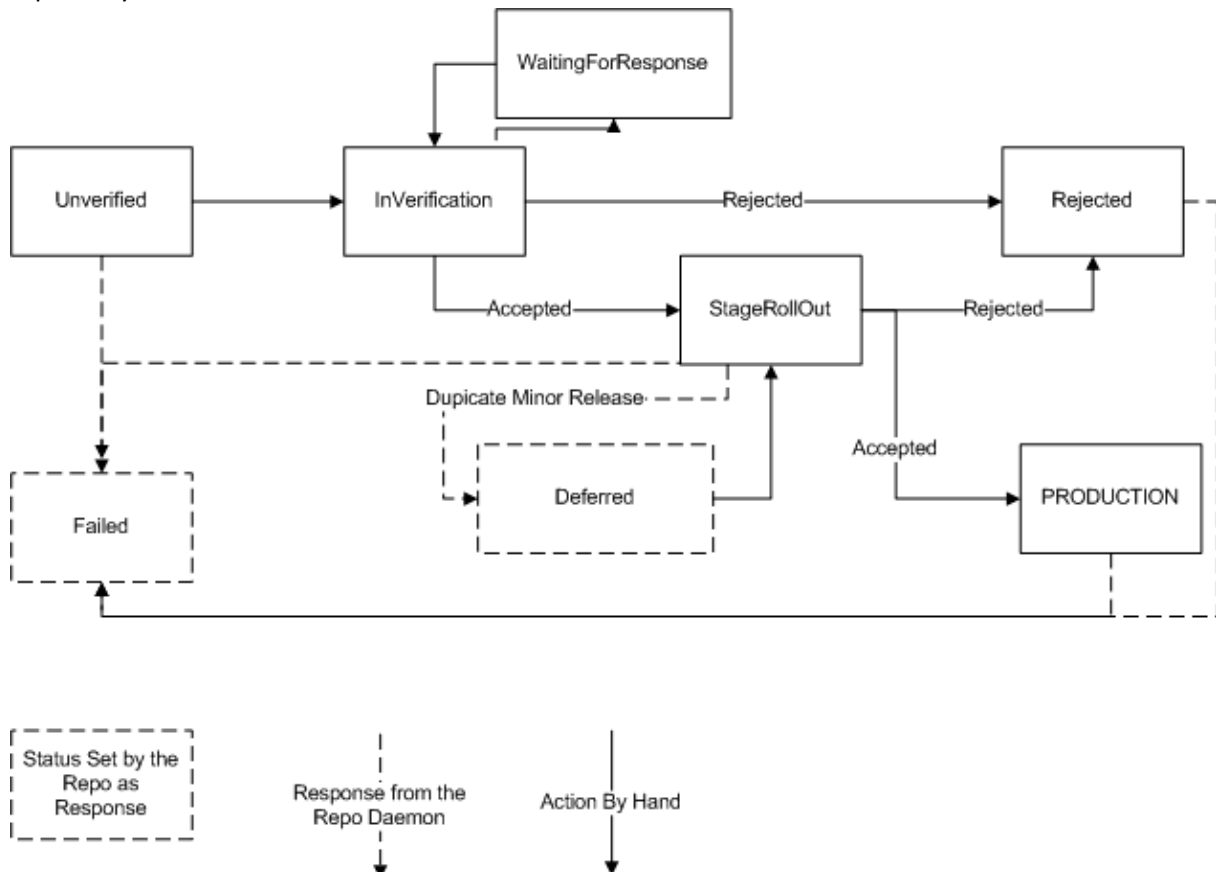 WaitingForResponse
Unverified
InVerification
Rejected
Rejected
Accepted
StageRollOut
Rejected
Dupicate Minor Release
Accepted
Deferred
PRODUCTION
Failed
Status Set by the
Repo as
Response
Response from the
Repo Daemon
Action By Hand